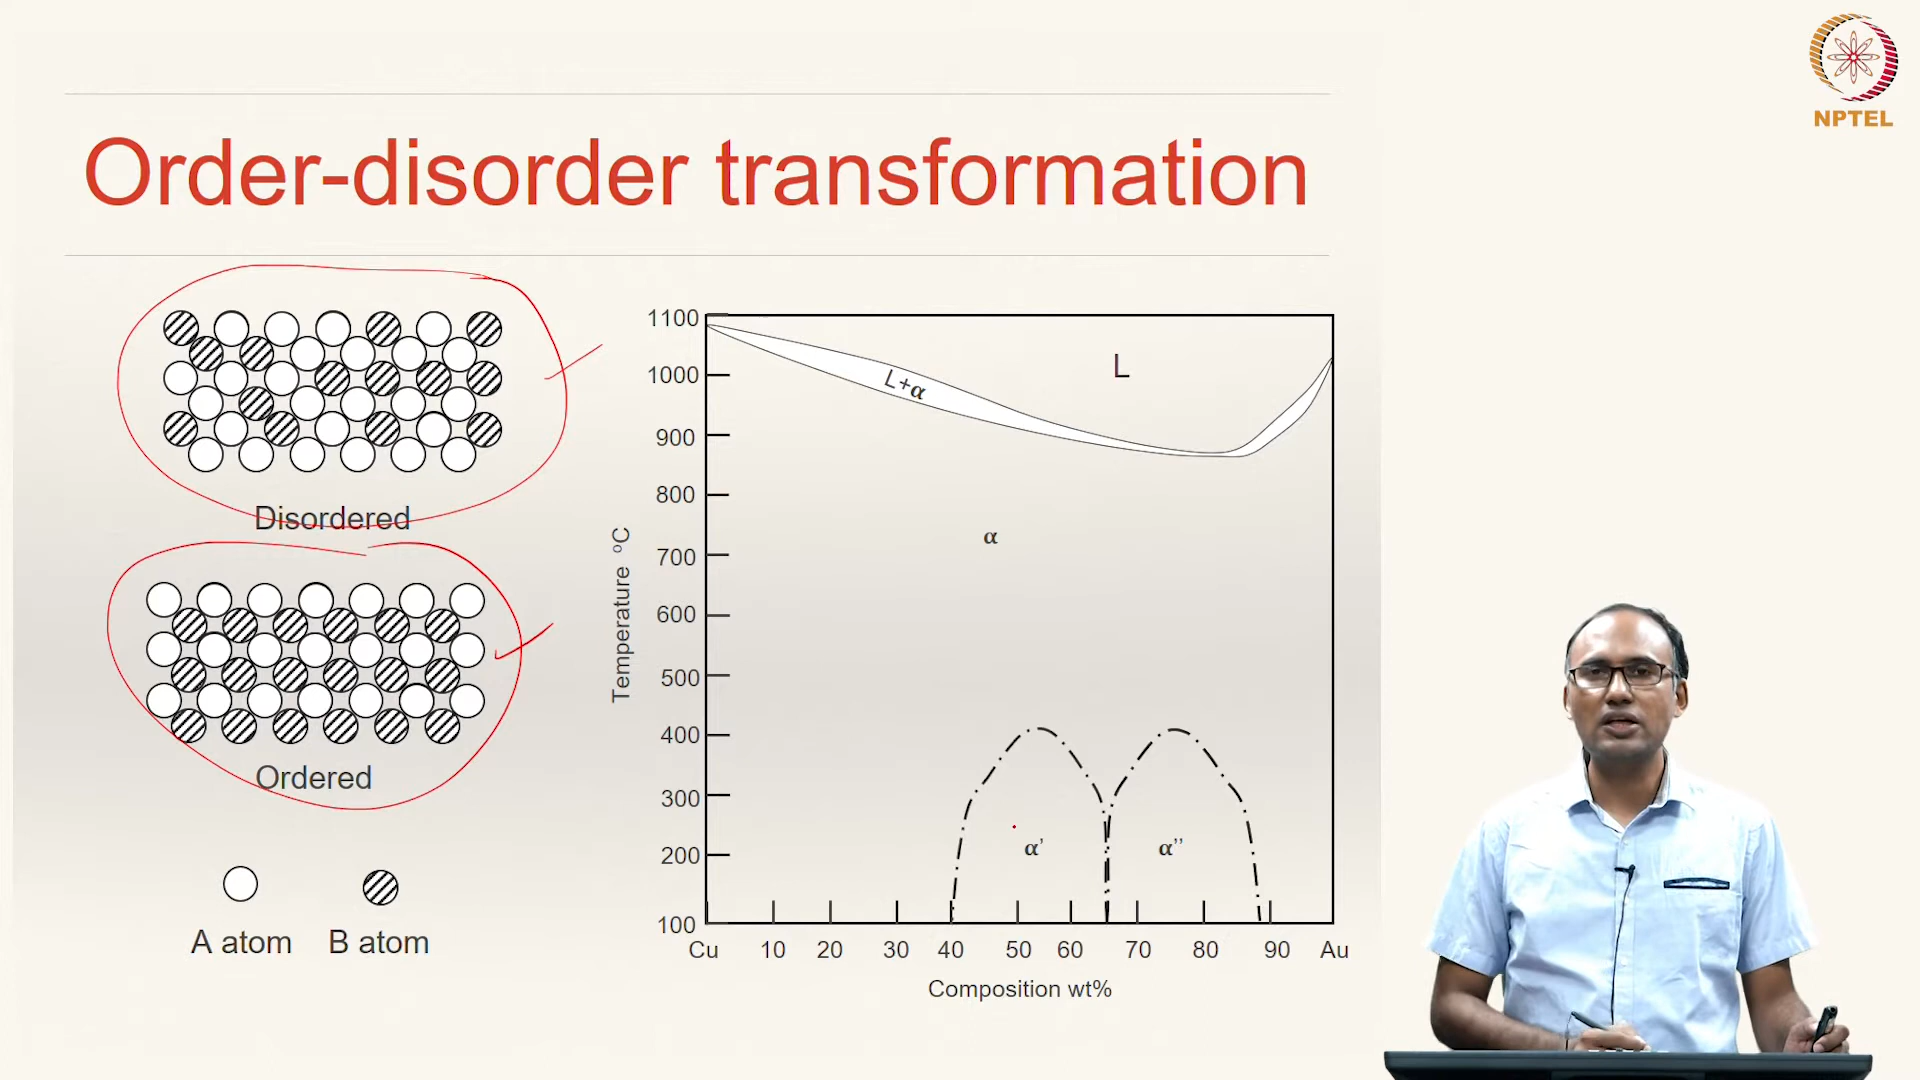 NPTEL
Order-disorder transformation
Disordered
Ordered
A atom B atom
1100
1000
900
800
700
600
500
400
300
200
100
Temperature ºC
L
L+α
α
α'
α''
Cu 10 20 30 40 50 60 70 80 90 Au
Composition wt%